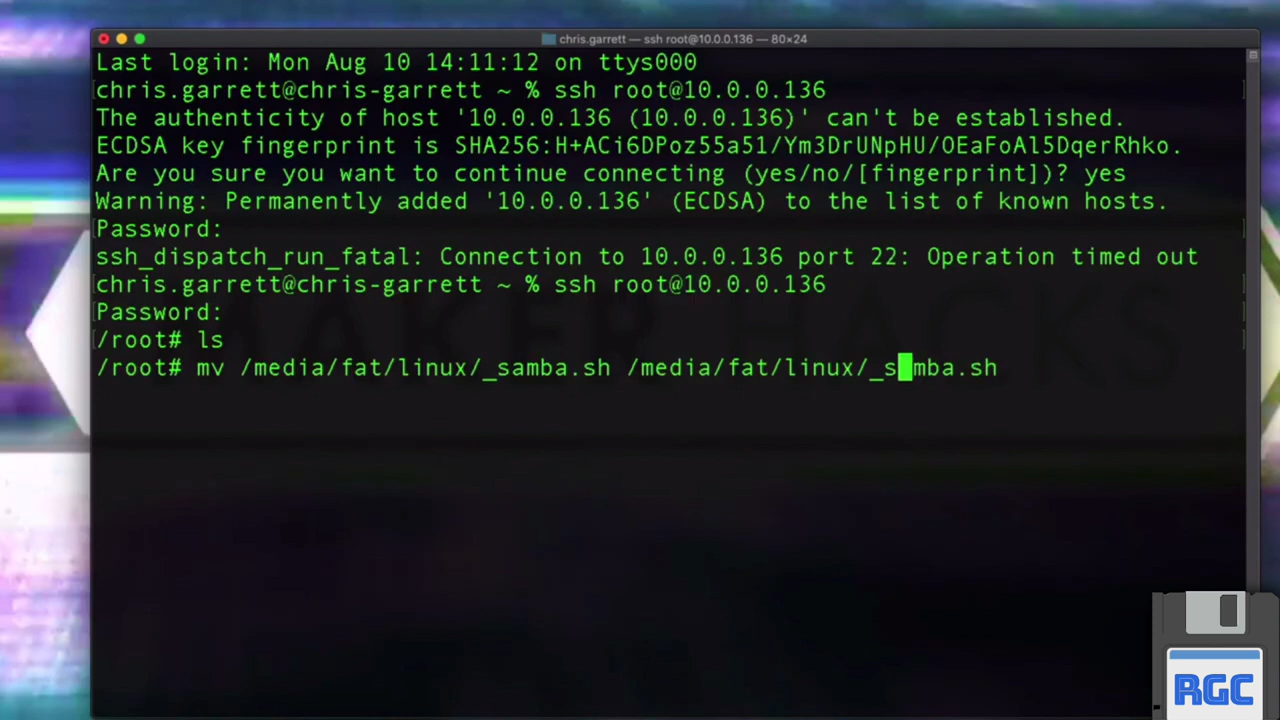 chris.garrett — ssh root@10.0.0.136 — 80×24
Last login: Mon Aug 10 14:11:12 on ttys000
[chris.garrett@chris-garrett ~ % ssh root@10.0.0.136 ]
The authenticity of host '10.0.0.136 (10.0.0.136)' can't be established.
ECDSA key fingerprint is SHA256:H+ACi6DPoz55a51/Ym3DrUNpHU/OEaFoAl5DqerRhko.
Are you sure you want to continue connecting (yes/no/[fingerprint])? yes
Warning: Permanently added '10.0.0.136' (ECDSA) to the list of known hosts.
[Password: ]
ssh_dispatch_run_fatal: Connection to 10.0.0.136 port 22: Operation timed out
[chris.garrett@chris-garrett ~ % ssh root@10.0.0.136 ]
[Password: ]
[/root# ls ]
/root# mv /media/fat/linux/_samba.sh /media/fat/linux/_s mba.sh
MAKER HACKS
RGC